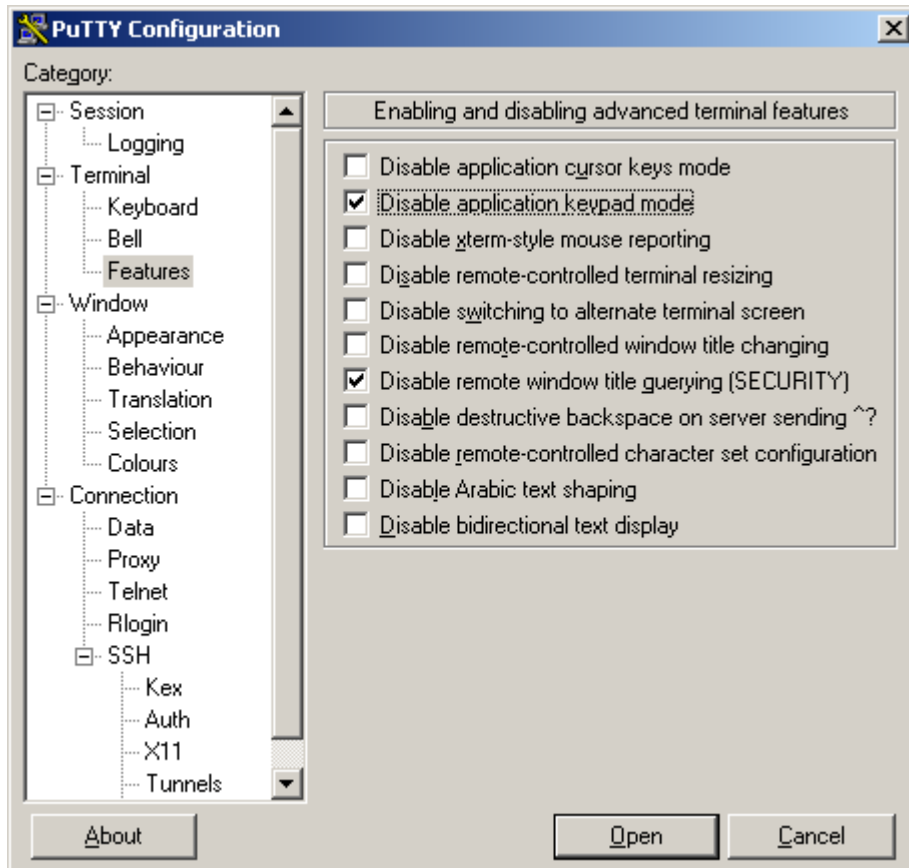 PuTTY Configuration
Category:
Session
Logging
Terminal
Keyboard
Bell
Features
Window
Appearance
Behaviour
Translation
Selection
Colours
Connection
Data
Proxy
Telnet
Rlogin
SSH
Kex
Auth
X11
Tunnels
Enabling and disabling advanced terminal features
Disable application cursor keys mode
Disable application keypad mode
Disable xterm-style mouse reporting
Disable remote-controlled terminal resizing
Disable switching to alternate terminal screen
Disable remote-controlled window title changing
Disable remote window title querying (SECURITY)
Disable destructive backspace on server sending ^?
Disable remote-controlled character set configuration
Disable Arabic text shaping
Disable bidirectional text display
About
Open
Cancel